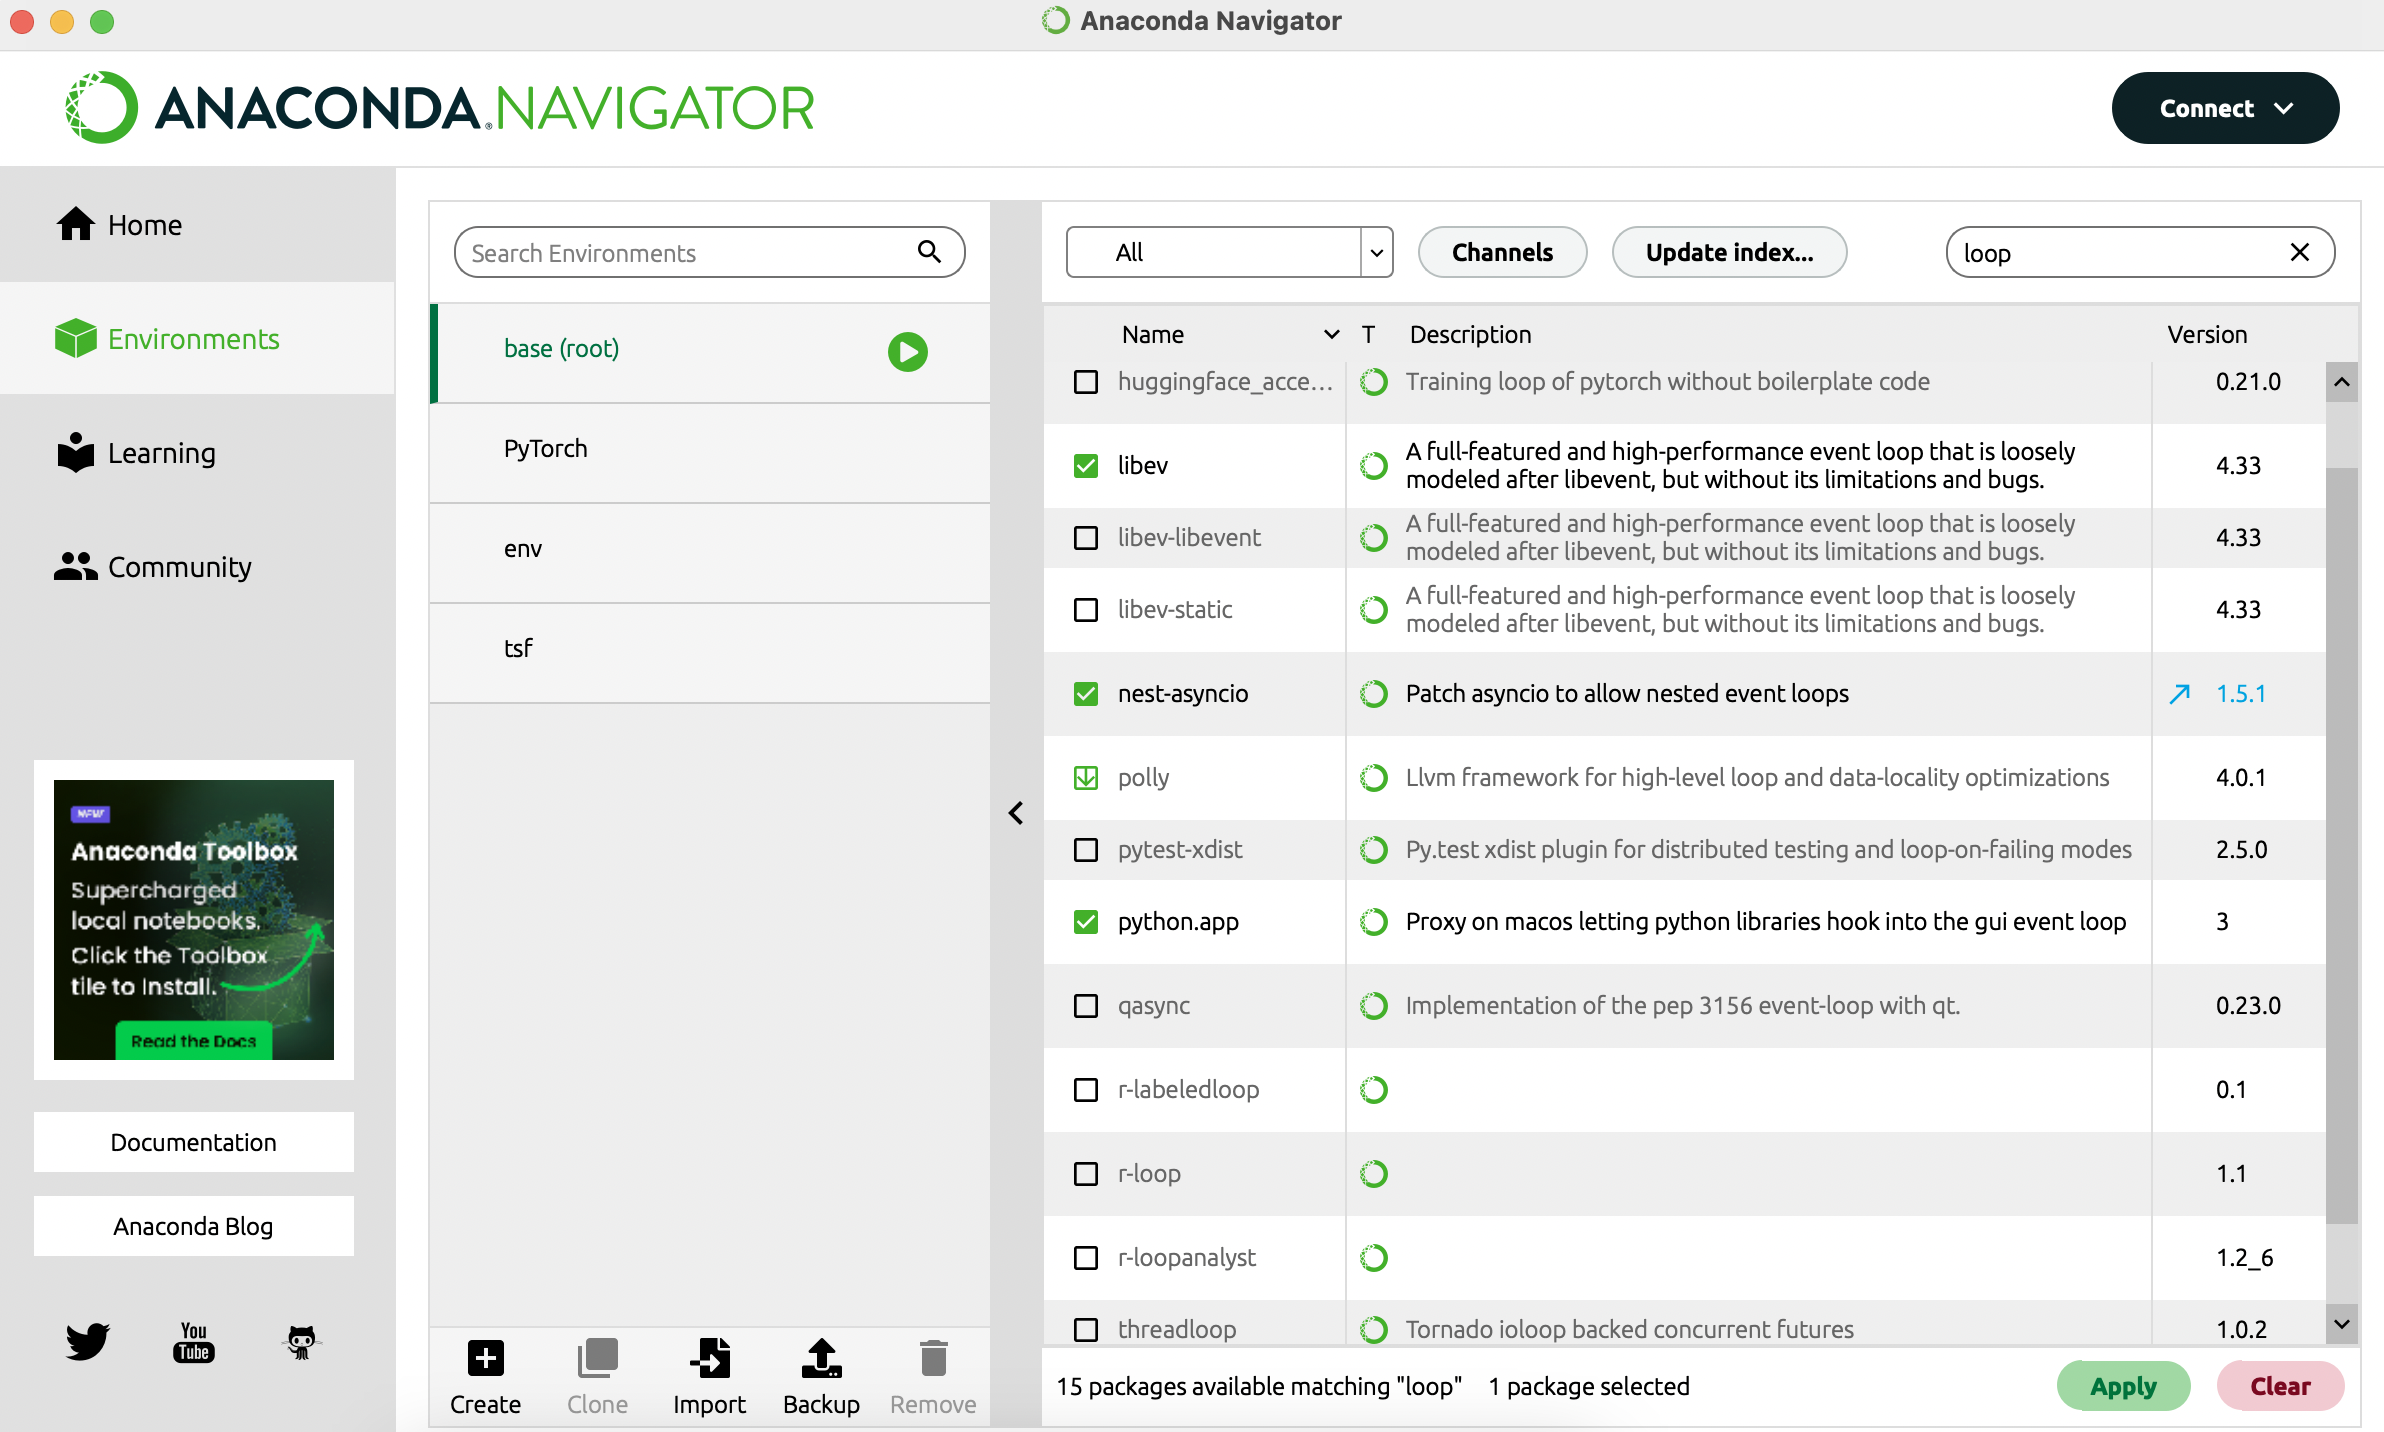 Anaconda Navigator
ANACONDA.NAVIGATOR
Connect
Home
Environments
Learning
Community
NEW
Anaconda Toolbox
Supercharged
local notebooks.
Click the Toolbox
tile to Install.
Read the Docs
Documentation
Anaconda Blog
You
Tube
Search Environments
base (root)
PyTorch
env
tsf
Create
Clone
Import
Backup
Remove
All
Channels
Update index...
loop
Name T Description Version
huggingface_acce... Training loop of pytorch without boilerplate code 0.21.0
libev A full-featured and high-performance event loop that is loosely
modeled after libevent, but without its limitations and bugs. 4.33
libev-libevent A full-featured and high-performance event loop that is loosely
modeled after libevent, but without its limitations and bugs. 4.33
libev-static A full-featured and high-performance event loop that is loosely
modeled after libevent, but without its limitations and bugs. 4.33
nest-asyncio Patch asyncio to allow nested event loops 1.5.1
polly Llvm framework for high-level loop and data-locality optimizations 4.0.1
pytest-xdist Py.test xdist plugin for distributed testing and loop-on-failing modes 2.5.0
python.app Proxy on macos letting python libraries hook into the gui event loop 3
qasync Implementation of the pep 3156 event-loop with qt. 0.23.0
r-labeledloop 0.1
r-loop 1.1
r-loopanalyst 1.2_6
threadloop Tornado ioloop backed concurrent futures 1.0.2
15 packages available matching "loop" 1 package selected
Apply
Clear